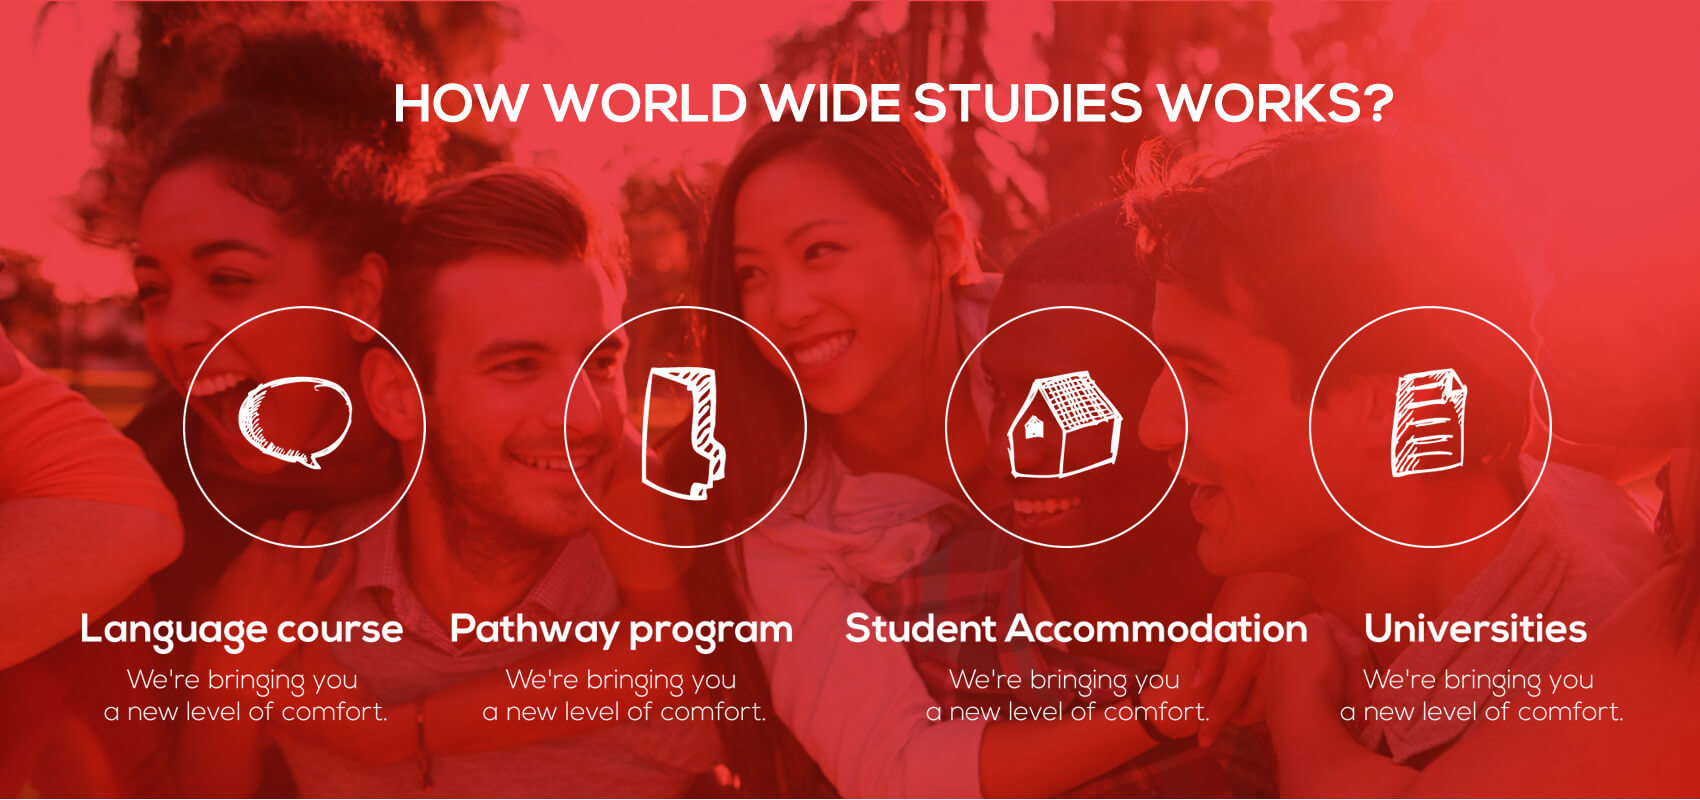 HOW WORLD WIDE STUDIES WORKS?
Language course
We're bringing you
a new level of comfort.
Pathway program
We're bringing you
a new level of comfort.
Student Accommodation
We're bringing you
a new level of comfort.
Universities
We're bringing you
a new level of comfort.